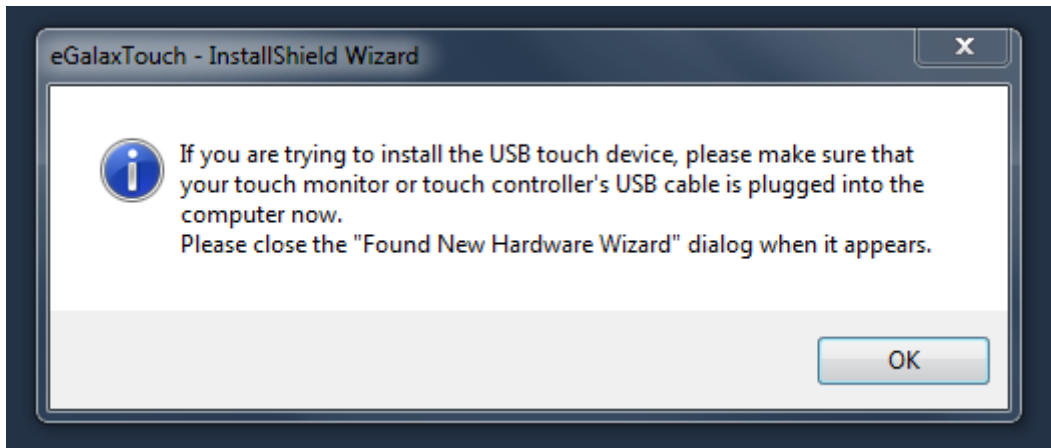 eGalaxTouch - InstallShield Wizard
If you are trying to install the USB touch device, please make sure that
your touch monitor or touch controller's USB cable is plugged into the
computer now.
Please close the "Found New Hardware Wizard" dialog when it appears.
OK